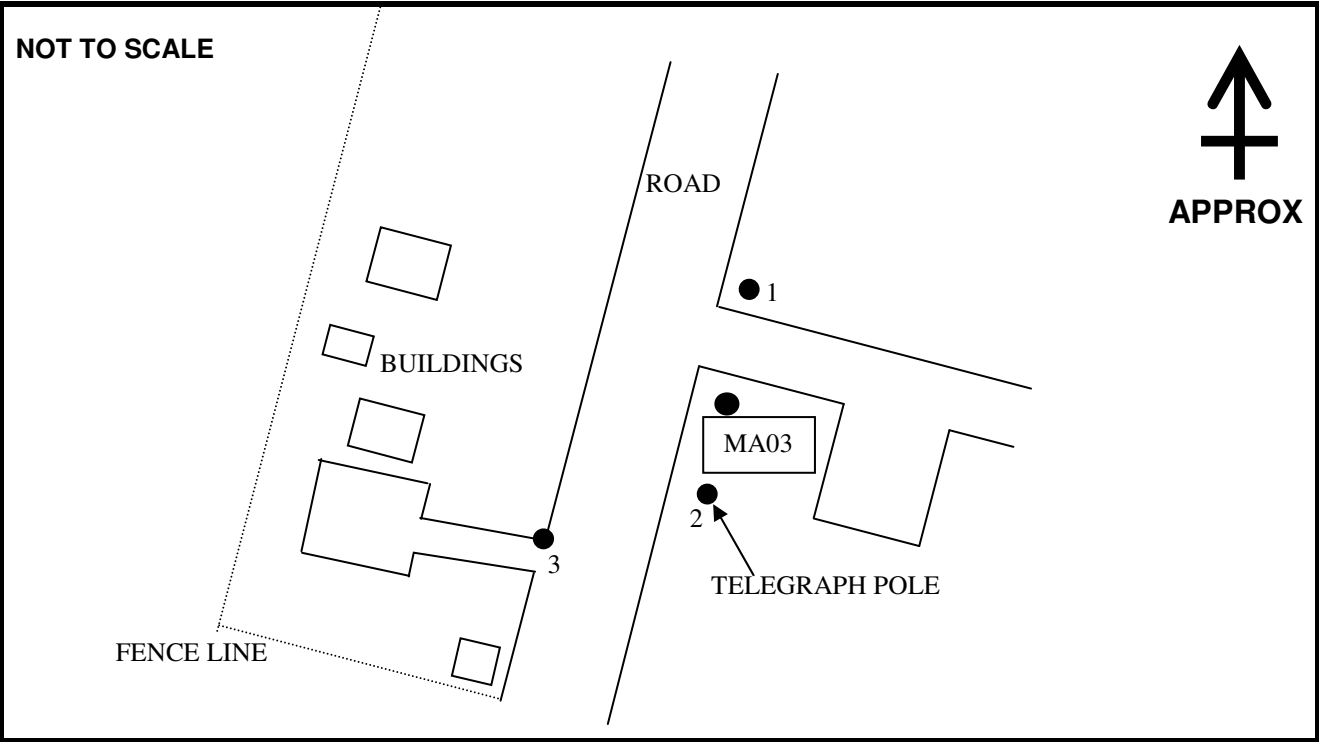 NOT TO SCALE
ROAD
APPROX
1
BUILDINGS
MA03
2
3
TELEGRAPH POLE
FENCE LINE